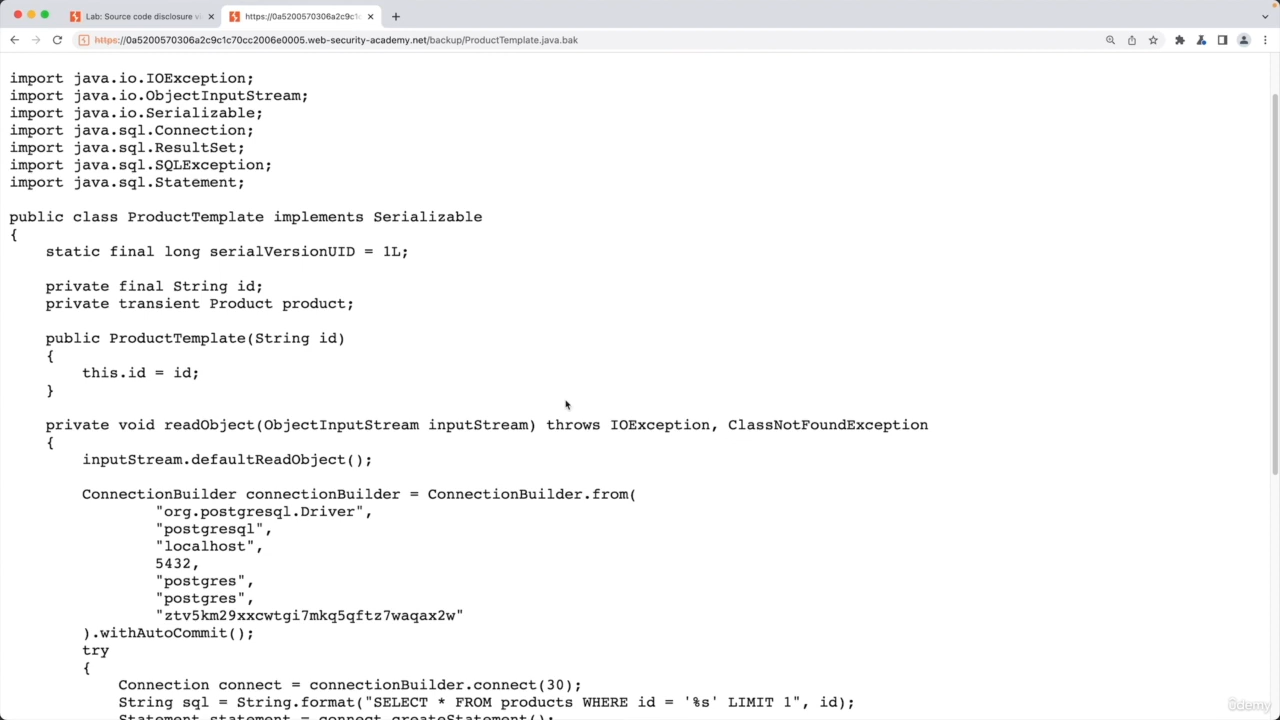 Lab: Source code disclosure v
https://0a5200570306a2c9c1
https://0a5200570306a2c9c1c70cc2006e0005.web-security-academy.net/backup/ProductTemplate.java.bak
import java.io.IOException;
import java.io.ObjectInputStream;
import java.io.Serializable;
import java.sql.Connection;
import java.sql.ResultSet;
import java.sql.SQLException;
import java.sql.Statement;
public class ProductTemplate implements Serializable
{
static final long serialVersionUID = 1L;
private final String id;
private transient Product product;
public ProductTemplate(String id)
{
this.id = id;
}
private void readObject(ObjectInputStream inputStream) throws IOException, ClassNotFoundException
{
inputStream.defaultReadObject();
ConnectionBuilder connectionBuilder = ConnectionBuilder.from(
"org.postgresql.Driver",
"postgresql",
"localhost",
5432,
"postgres",
"postgres",
"ztv5km29xxcwtgi7mkq5qftz7waqax2w"
).withAutoCommit();
try
{
Connection connect = connectionBuilder.connect(30);
String sql = String.format("SELECT * FROM products WHERE id = '%s' LIMIT 1", id);
Statement statement = connect.createStatement();
ûdemy